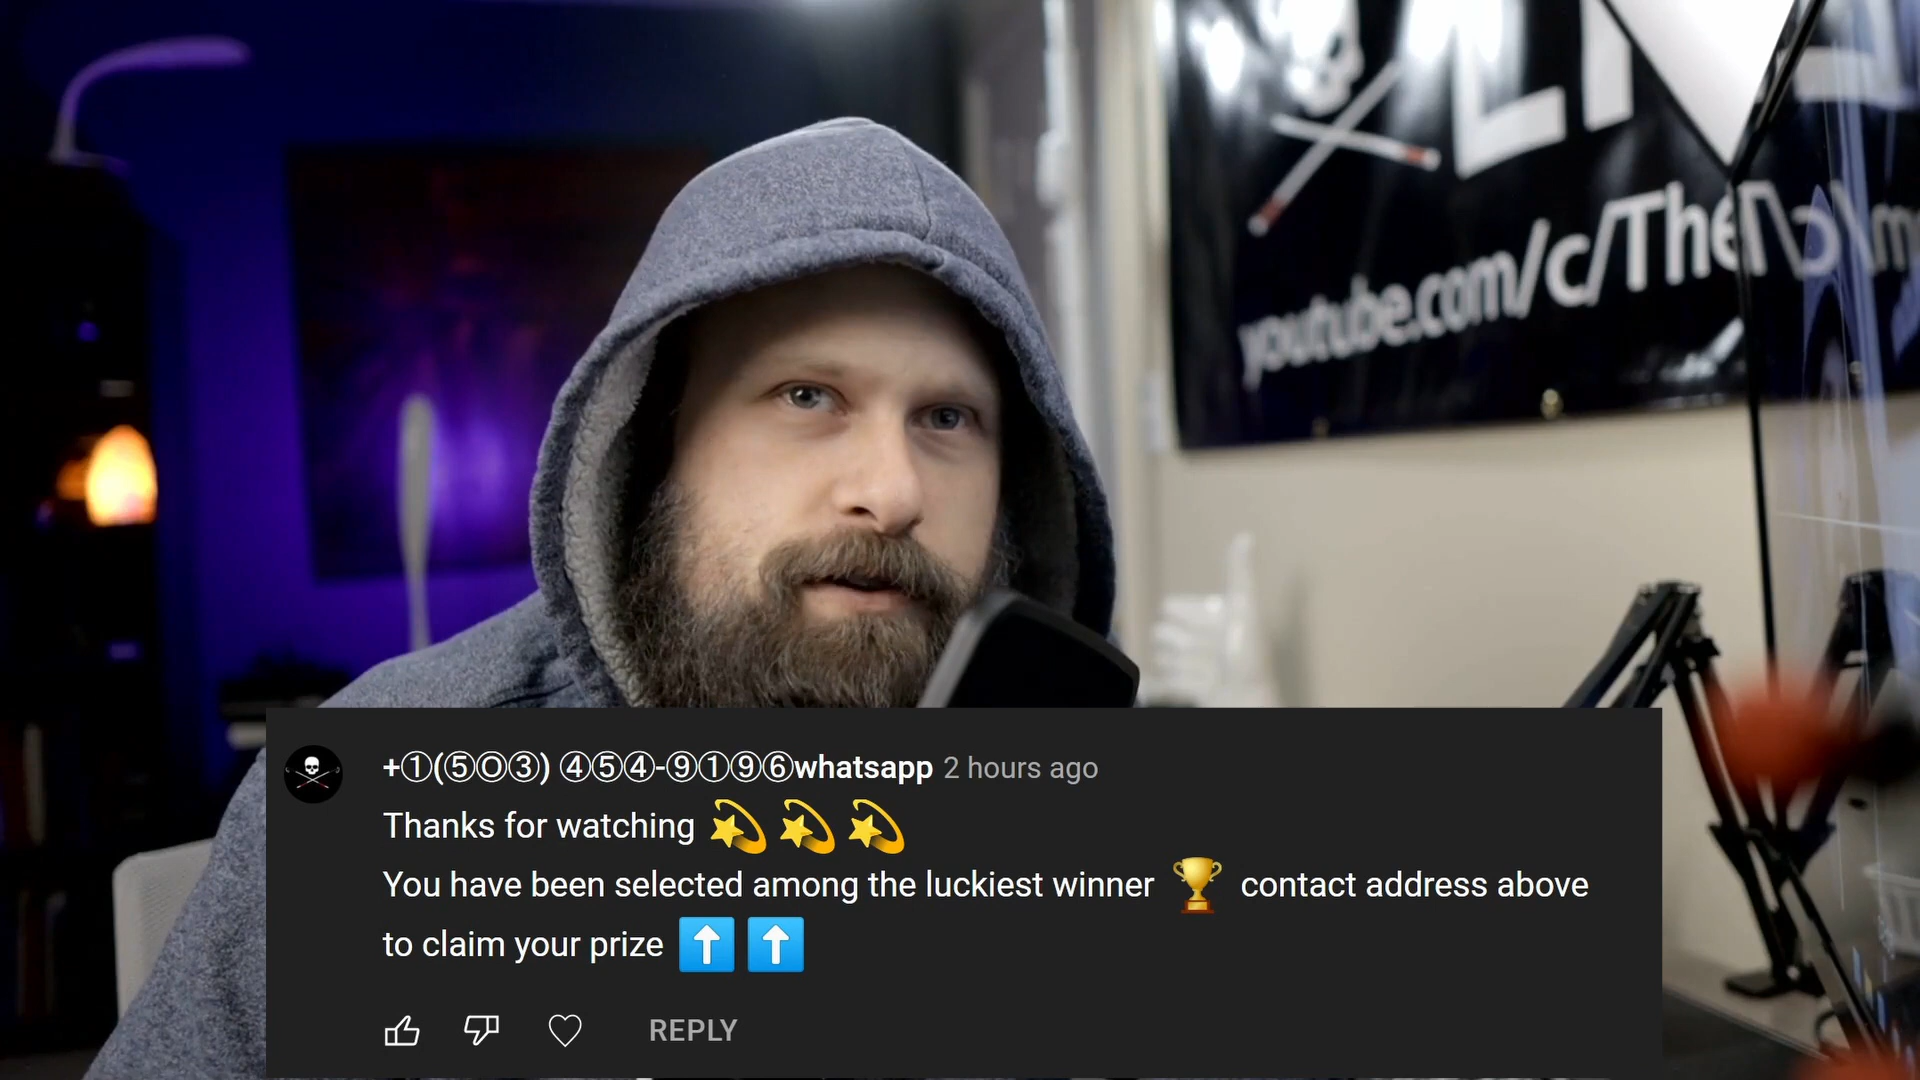 youtube.com/c/The
+①(⑤Ⓞ③) ④⑤④-⑨①⑨⑥whatsapp 2 hours ago
Thanks for watching 💫 💫 💫
You have been selected among the luckiest winner 🏆 contact address above
to claim your prize ⬆️ ⬆️
REPLY